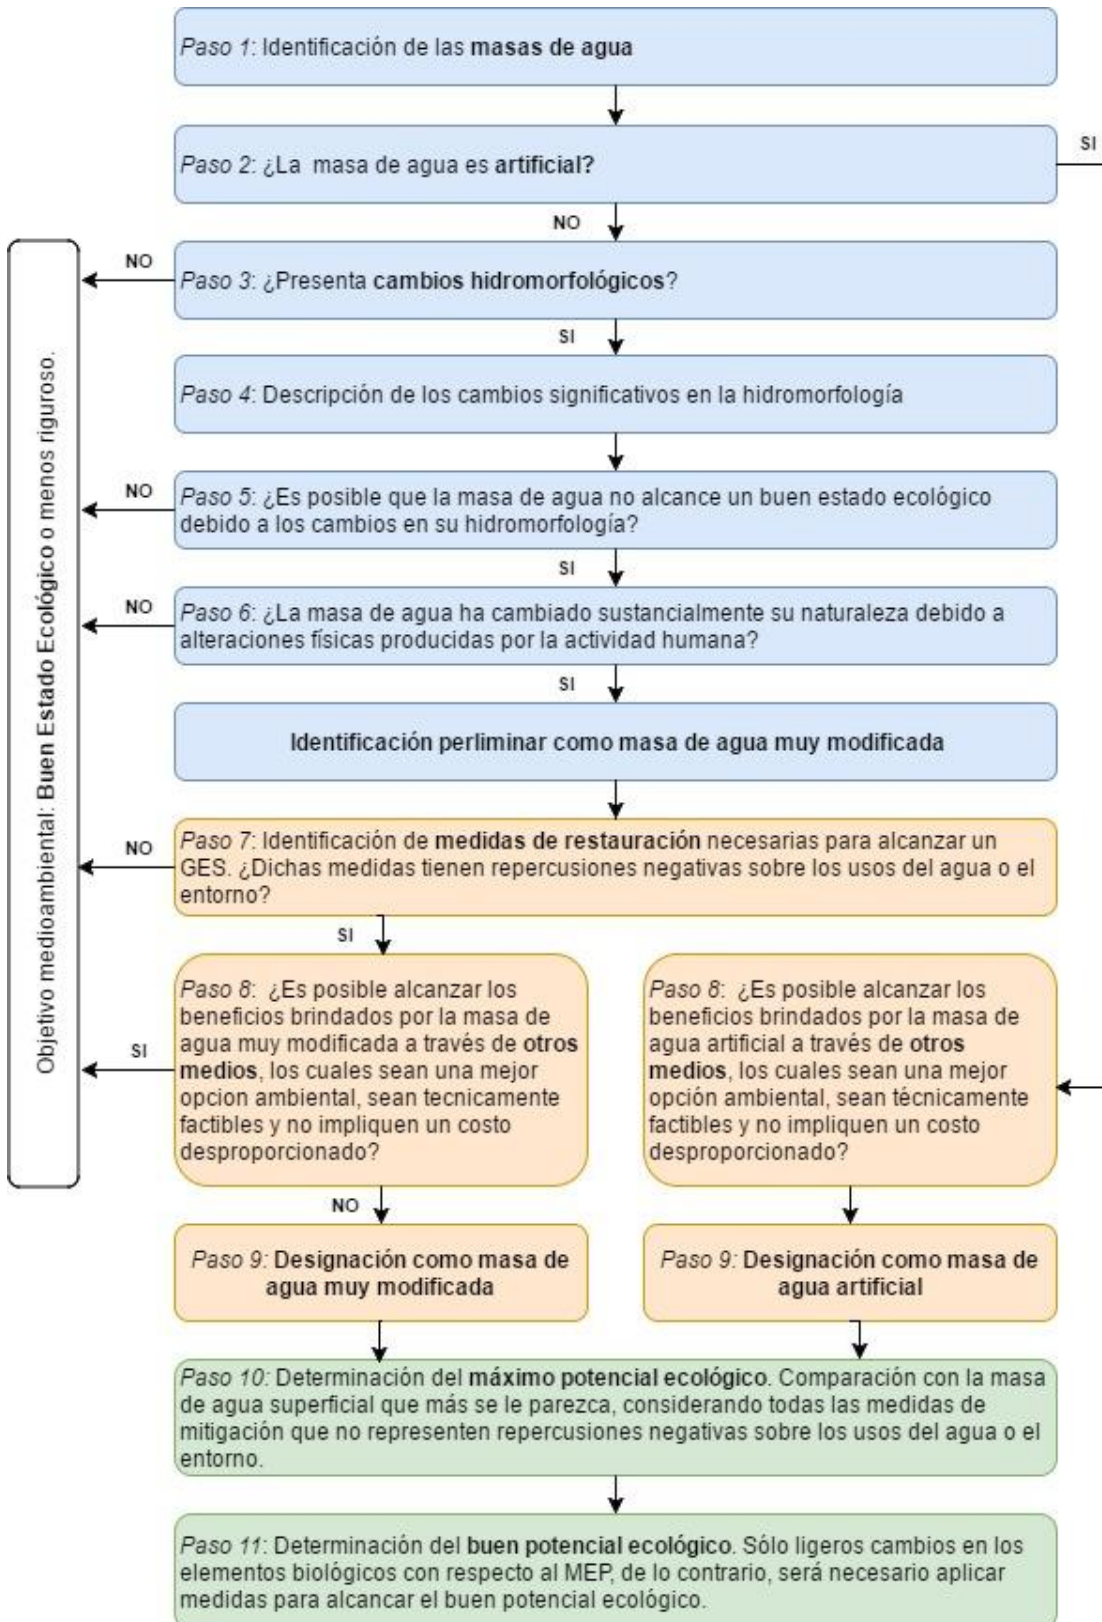 Paso 1: Identificación de las masas de agua
Paso 2: ¿La masa de agua es artificial?
SI
NO
NO
Paso 3: ¿Presenta cambios hidromorfológicos?
SI
Paso 4: Descripción de los cambios significativos en la hidromorfología
NO
Paso 5: ¿Es posible que la masa de agua no alcance un buen estado ecológico
debido a los cambios en su hidromorfología?
SI
NO
Paso 6: ¿La masa de agua ha cambiado sustancialmente su naturaleza debido a
alteraciones físicas producidas por la actividad humana?
SI
Identificación perliminar como masa de agua muy modificada
NO
Paso 7: Identificación de medidas de restauración necesarias para alcanzar un
GES. ¿Dichas medidas tienen repercusiones negativas sobre los usos del agua o el
entorno?
SI
Paso 8: ¿Es posible alcanzar los
beneficios brindados por la masa de
agua muy modificada a través de otros
medios, los cuales sean una mejor
opcion ambiental, sean tecnicamente
factibles y no impliquen un costo
desproporcionado?
SI
NO
Paso 8: ¿Es posible alcanzar los
beneficios brindados por la masa de
agua artificial a través de otros
medios, los cuales sean una mejor
opción ambiental, sean técnicamente
factibles y no impliquen un costo
desproporcionado?
Paso 9: Designación como masa de
agua muy modificada
Paso 9: Designación como masa de
agua artificial
Paso 10: Determinación del máximo potencial ecológico. Comparación con la masa
de agua superficial que más se le parezca, considerando todas las medidas de
mitigación que no representen repercusiones negativas sobre los usos del agua o el
entorno.
Paso 11: Determinación del buen potencial ecológico. Sólo ligeros cambios en los
elementos biológicos con respecto al MEP, de lo contrario, será necesario aplicar
medidas para alcancar el buen potencial ecológico.
Objetivo medioambiental: Buen Estado Ecológico o menos riguroso.